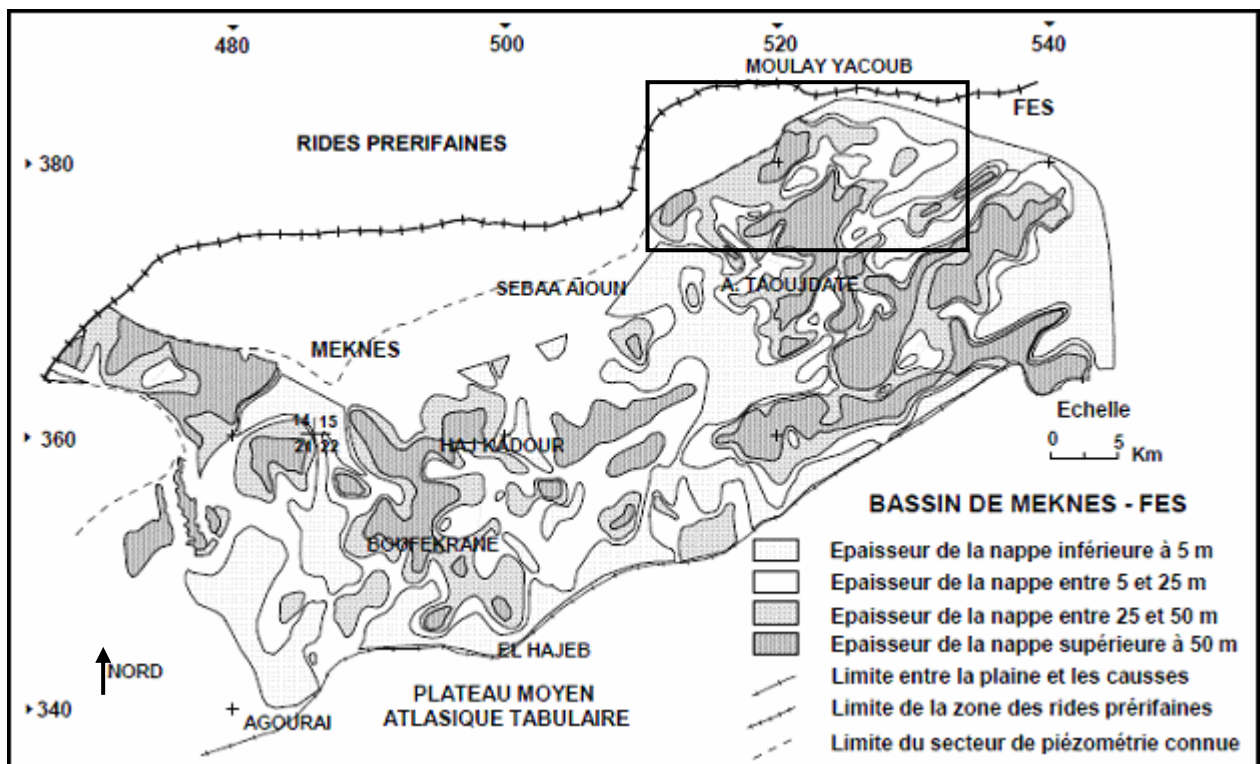 480 500 520 540
MOULAY YACOUB
FES
RIDES PRERIFAINES
380
SEBAA AIOUN
A. TAOUJDATE
MEKNES
14 15
21 22
360
HAJ KADOUR
Echelle
0 5
Km
BOUFEKRANE
BASSIN DE MEKNES - FES
Epaisseur de la nappe inférieure à 5 m
Epaisseur de la nappe entre 5 et 25 m
Epaisseur de la nappe entre 25 et 50 m
Epaisseur de la nappe supérieure à 50 m
Limite entre la plaine et les causses
Limite de la zone des rides prérifaines
Limite du secteur de piézométrie connue
EL HAJEB
NORD
PLATEAU MOYEN
ATLASIQUE TABULAIRE
340
AGOURAI